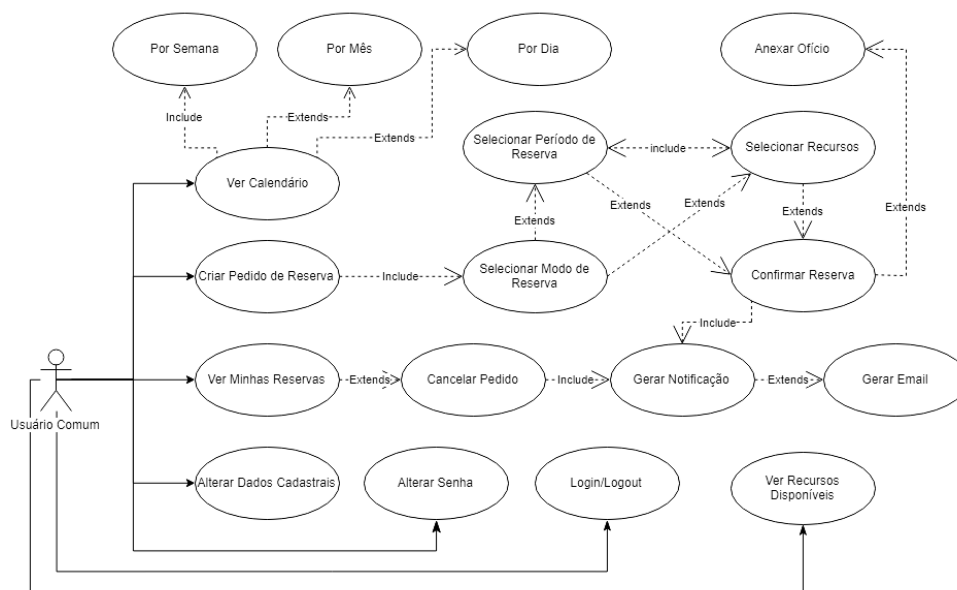 Por Semana
Por Mês
Por Dia
Anexar Ofício
Include
Extends
Extends
Selecionar Período de
Reserva
include
Selecionar Recursos
Ver Calendário
Extends
Extends
Extends
Extends
Extends
Criar Pedido de Reserva
Include
Selecionar Modo de
Reserva
Confirmar Reserva
Include
Ver Minhas Reservas
Extends
Cancelar Pedido
Include
Gerar Notificação
Extends
Gerar Email
Usuário Comum
Alterar Dados Cadastrais
Alterar Senha
Login/Logout
Ver Recursos
Disponíveis